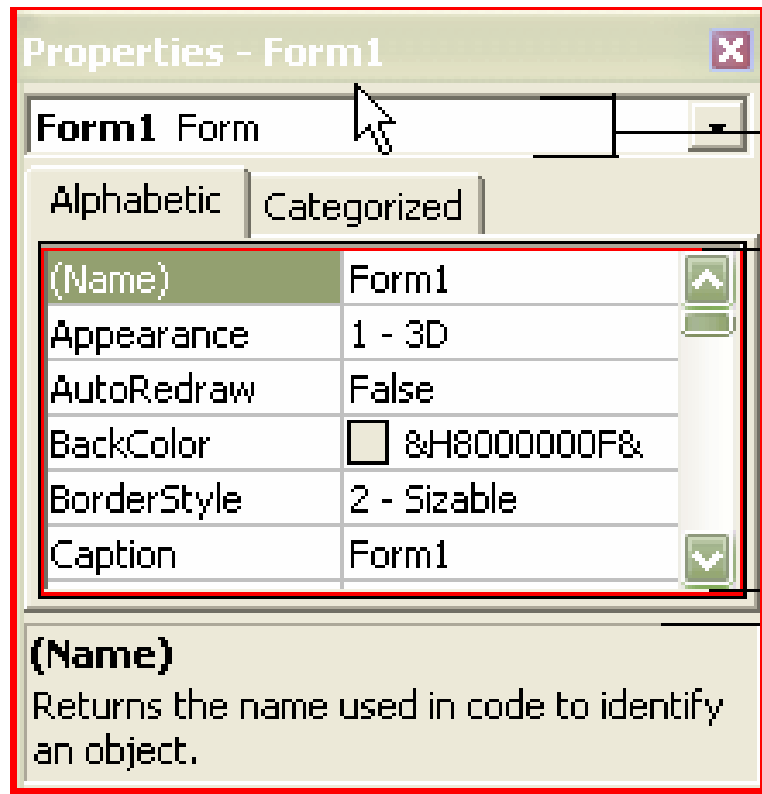 Properties - Form1
Form1 Form
Alphabetic Categorized
(Name) Form1
Appearance 1 - 3D
AutoRedraw False
BackColor &H8000000F&
BorderStyle 2 - Sizable
Caption Form1
(Name)
Returns the name used in code to identify
an object.